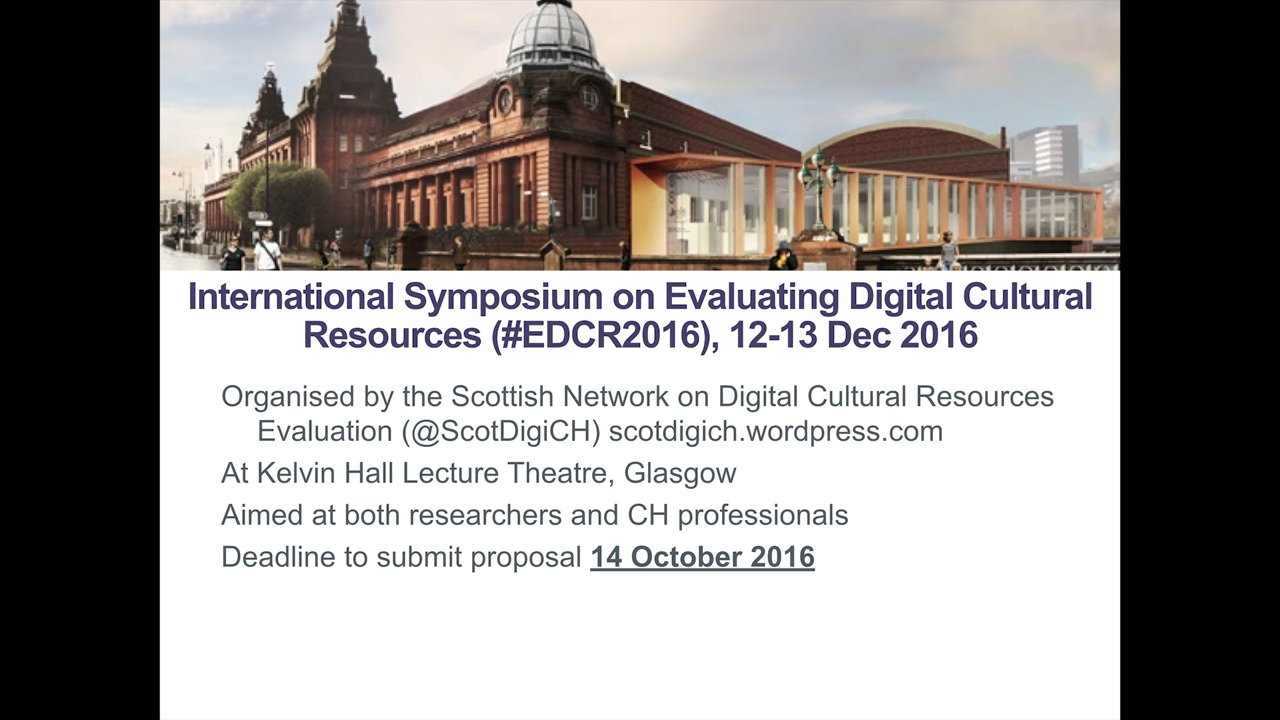 International Symposium on Evaluating Digital Cultural
Resources (#EDCR2016), 12-13 Dec 2016
Organised by the Scottish Network on Digital Cultural Resources
Evaluation (@ScotDigiCH) scotdigich.wordpress.com
At Kelvin Hall Lecture Theatre, Glasgow
Aimed at both researchers and CH professionals
Deadline to submit proposal 14 October 2016